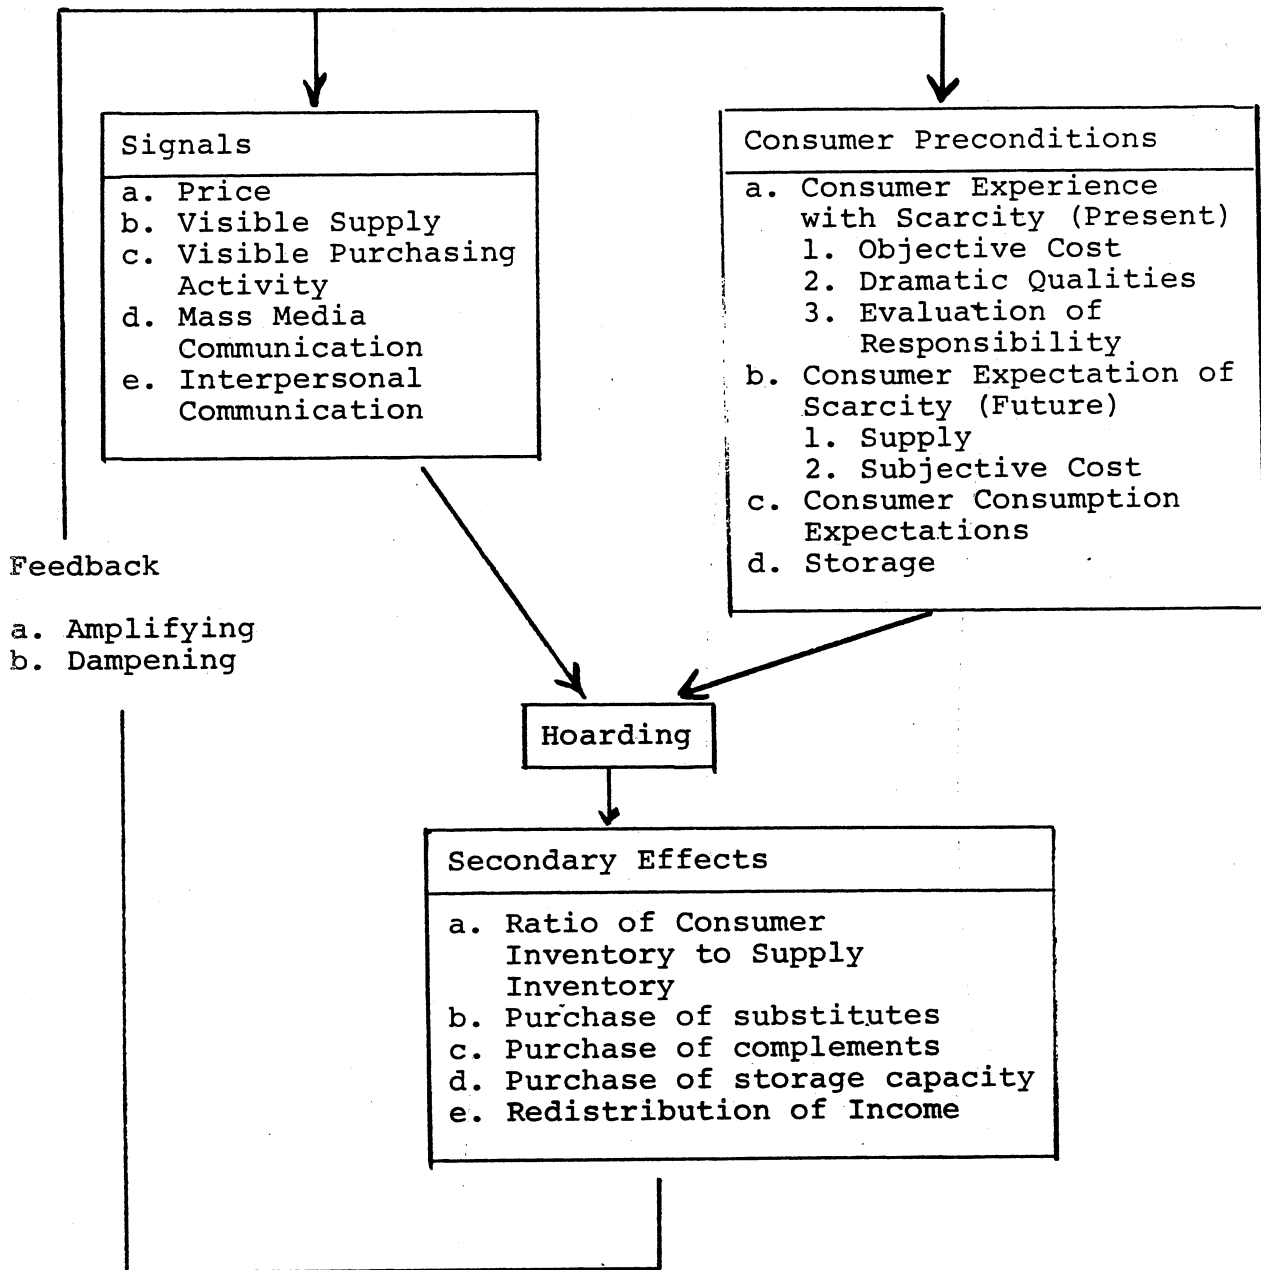 Signals
a. Price
b. Visible Supply
c. Visible Purchasing
Activity
d. Mass Media
Communication
e. Interpersonal
Communication
Consumer Preconditions
a. Consumer Experience
with Scarcity (Present)
1. Objective Cost
2. Dramatic Qualities
3. Evaluation of
Responsibility
b. Consumer Expectation of
Scarcity (Future)
1. Supply
2. Subjective Cost
c. Consumer Consumption
Expectations
d. Storage
Feedback
a. Amplifying
b. Dampening
Hoarding
Secondary Effects
a. Ratio of Consumer
Inventory to Supply
Inventory
b. Purchase of substitutes
c. Purchase of complements
d. Purchase of storage capacity
e. Redistribution of Income